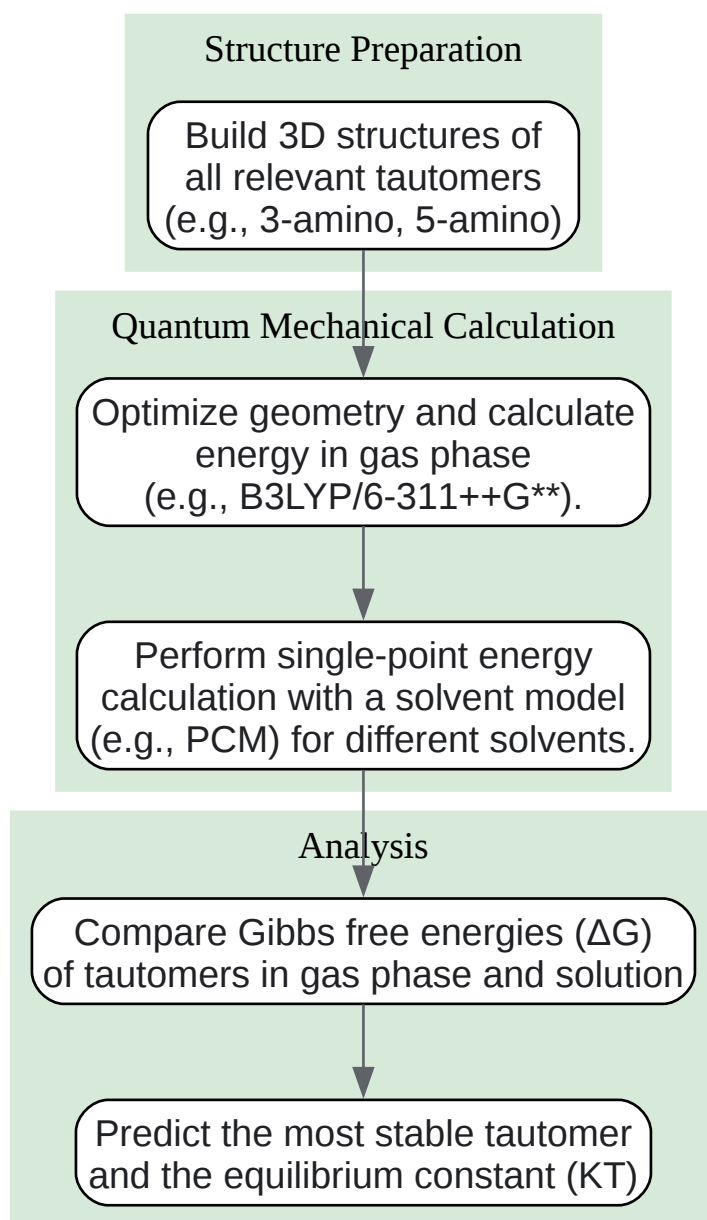 Structure Preparation
Build 3D structures of
all relevant tautomers
(e.g., 3-amino, 5-amino)
Quantum Mechanical Calculation
Optimize geometry and calculate
energy in gas phase
(e.g., B3LYP/6-311++G**).
Perform single-point energy
calculation with a solvent model
(e.g., PCM) for different solvents.
Analysis
Compare Gibbs free energies (ΔG)
of tautomers in gas phase and solution
Predict the most stable tautomer
and the equilibrium constant (KT)